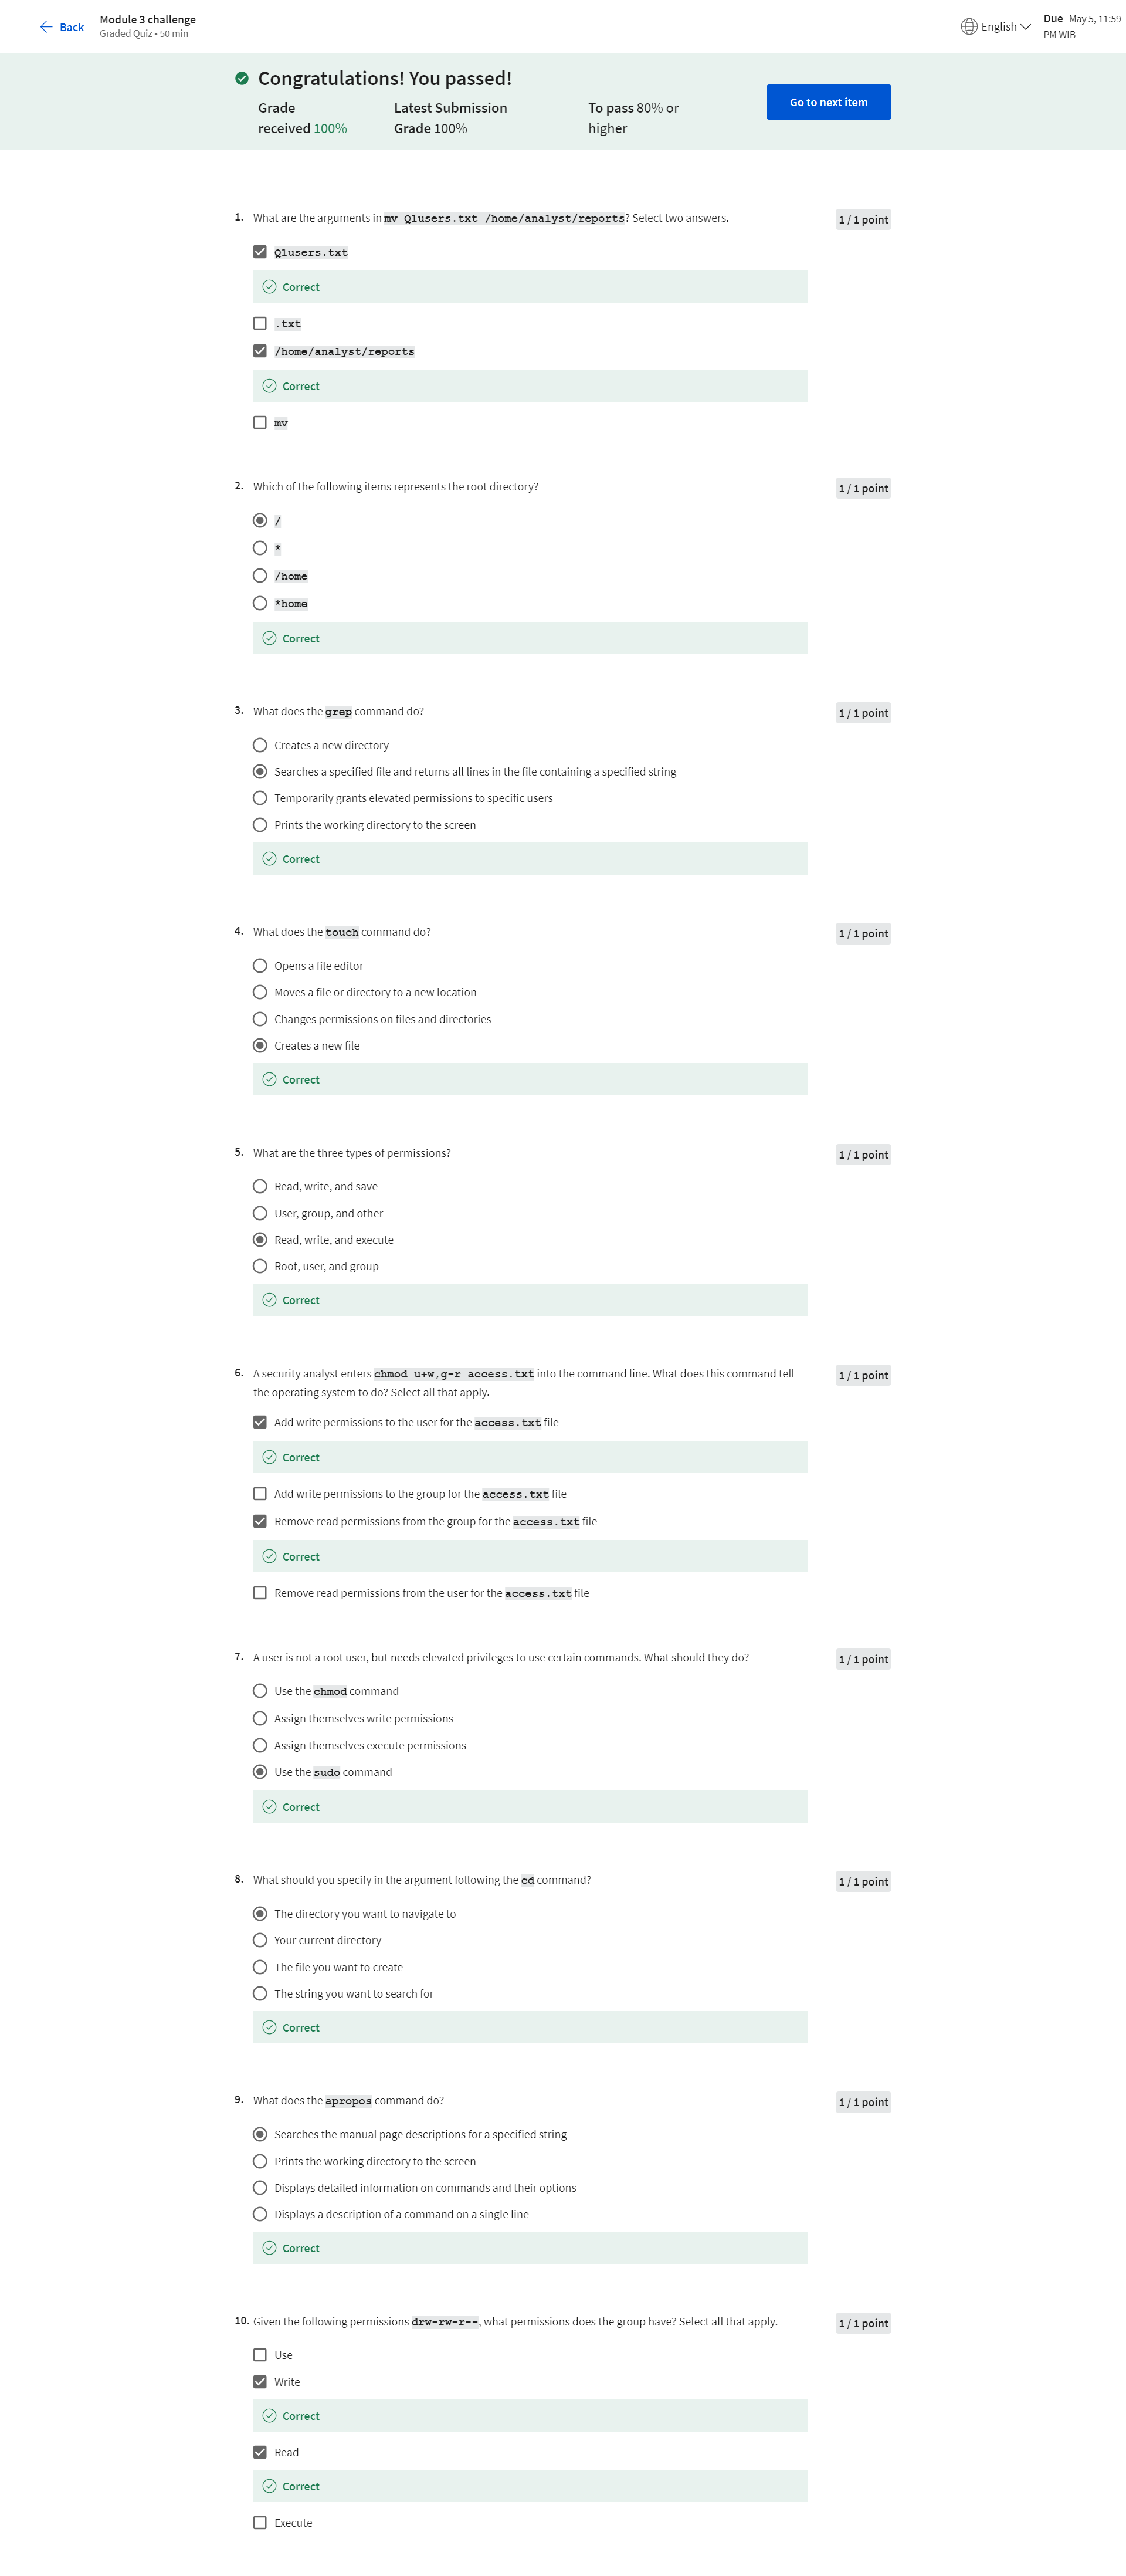 Back
Module 3 challenge
Graded Quiz • 50 min
English
Due May 5, 11:59
PM WIB
Congratulations! You passed!
Grade
received 100%
Latest Submission
Grade 100%
To pass 80% or
higher
Go to next item
1. What are the arguments in mv Q1users.txt /home/analyst/reports? Select two answers.
1 / 1 point
Q1users.txt
Correct
.txt
/home/analyst/reports
Correct
mv
2. Which of the following items represents the root directory?
1 / 1 point
/
*
/home
*home
Correct
3. What does the grep command do?
1 / 1 point
Creates a new directory
Searches a specified file and returns all lines in the file containing a specified string
Temporarily grants elevated permissions to specific users
Prints the working directory to the screen
Correct
4. What does the touch command do?
1 / 1 point
Opens a file editor
Moves a file or directory to a new location
Changes permissions on files and directories
Creates a new file
Correct
5. What are the three types of permissions?
1 / 1 point
Read, write, and save
User, group, and other
Read, write, and execute
Root, user, and group
Correct
6. A security analyst enters chmod u+w,g-r access.txt into the command line. What does this command tell
the operating system to do? Select all that apply.
1 / 1 point
Add write permissions to the user for the access.txt file
Correct
Add write permissions to the group for the access.txt file
Remove read permissions from the group for the access.txt file
Correct
Remove read permissions from the user for the access.txt file
7. A user is not a root user, but needs elevated privileges to use certain commands. What should they do?
1 / 1 point
Use the chmod command
Assign themselves write permissions
Assign themselves execute permissions
Use the sudo command
Correct
8. What should you specify in the argument following the cd command?
1 / 1 point
The directory you want to navigate to
Your current directory
The file you want to create
The string you want to search for
Correct
9. What does the apropos command do?
1 / 1 point
Searches the manual page descriptions for a specified string
Prints the working directory to the screen
Displays detailed information on commands and their options
Displays a description of a command on a single line
Correct
10. Given the following permissions drw-rw-r--, what permissions does the group have? Select all that apply.
1 / 1 point
Use
Write
Correct
Read
Correct
Execute